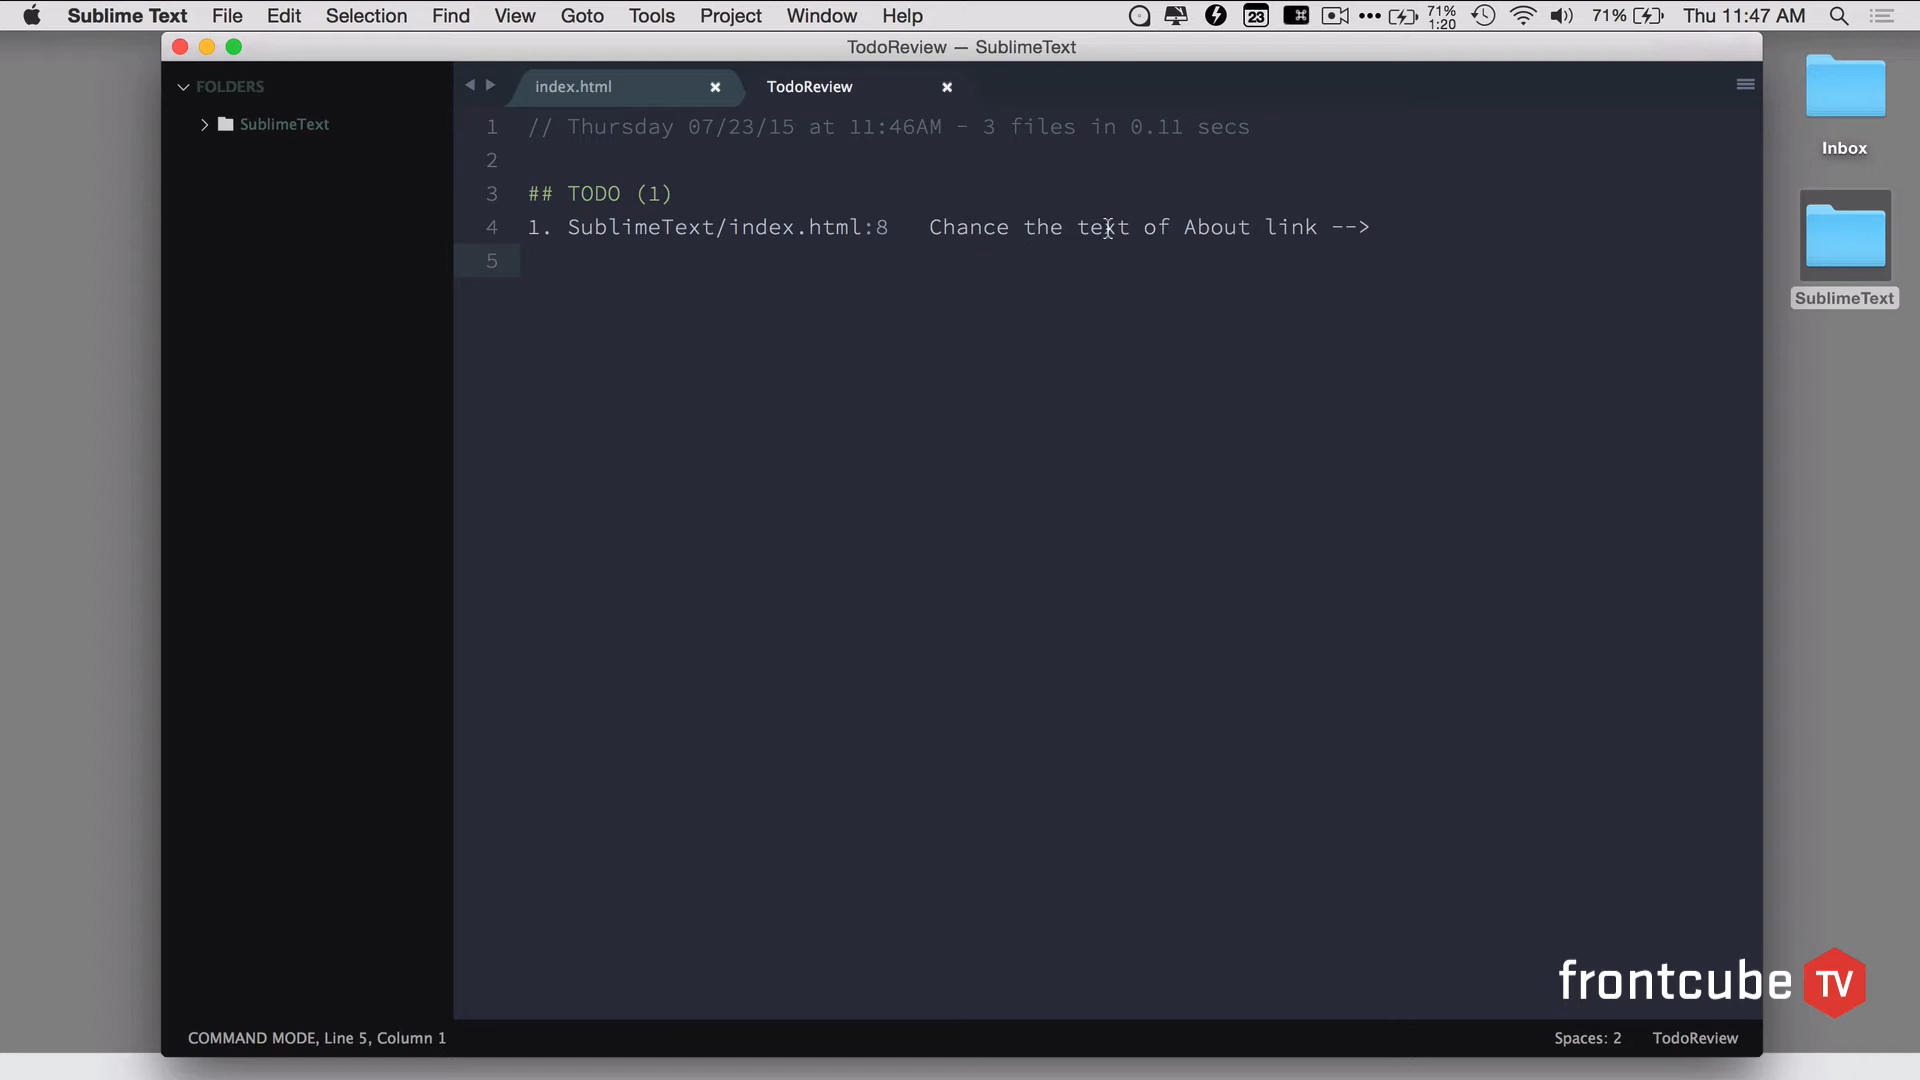 Sublime Text File Edit Selection Find View Goto Tools Project Window Help 23 71% 1:20 71% Thu 11:47 AM
TodoReview — SublimeText
FOLDERS
SublimeText
index.html TodoReview
1 // Thursday 07/23/15 at 11:46AM - 3 files in 0.11 secs
2
3 ## TODO (1)
4 1. SublimeText/index.html:8 Chance the text of About link -->
5
Inbox
SublimeText
frontcube TV
COMMAND MODE, Line 5, Column 1 Spaces: 2 TodoReview